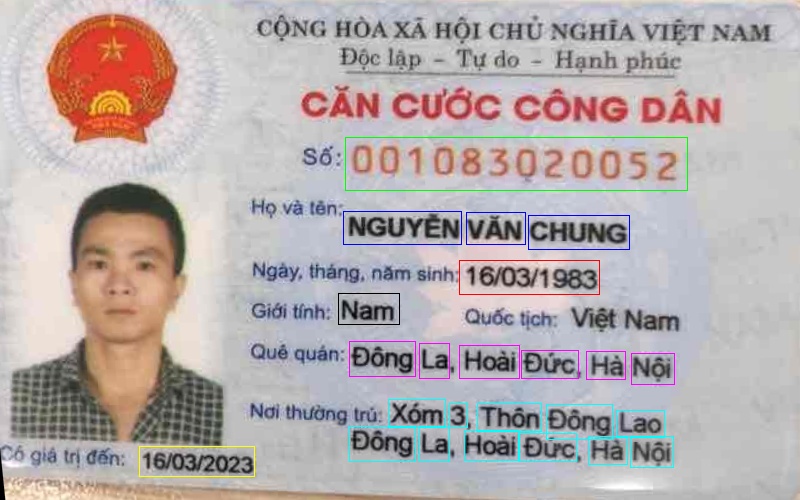 CỘNG HÒA XÃ HỘI CHỦ NGHĨA VIỆT NAM
Độc lập - Tự do - Hạnh phúc
CĂN CƯỚC CÔNG DÂN
Số: 001083020052
Họ và tên: NGUYỄN VĂN CHUNG
Ngày, tháng, năm sinh: 16/03/1983
Giới tính: Nam Quốc tịch: Việt Nam
Quê quán: Đông La, Hoài Đức, Hà Nội
Nơi thường trú: Xóm 3, Thôn Đông Lao
Đông La, Hoài Đức, Hà Nội
Có giá trị đến: 16/03/2023